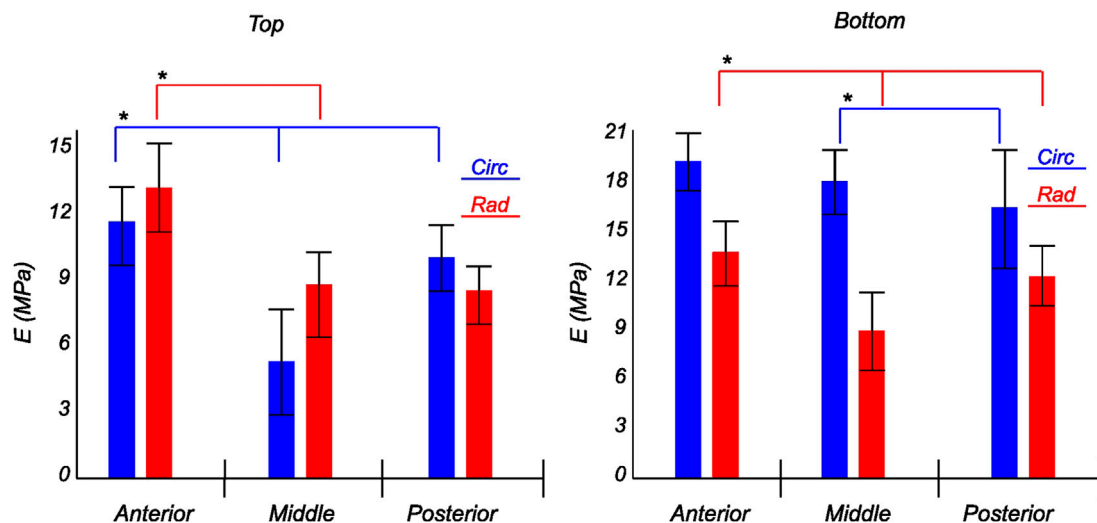 Top
*
*
15
12
9
6
3
0
E (MPa)
Circ
Rad
Anterior Middle Posterior
Bottom
*
*
21
18
15
12
9
6
3
0
E (MPa)
Circ
Rad
Anterior Middle Posterior